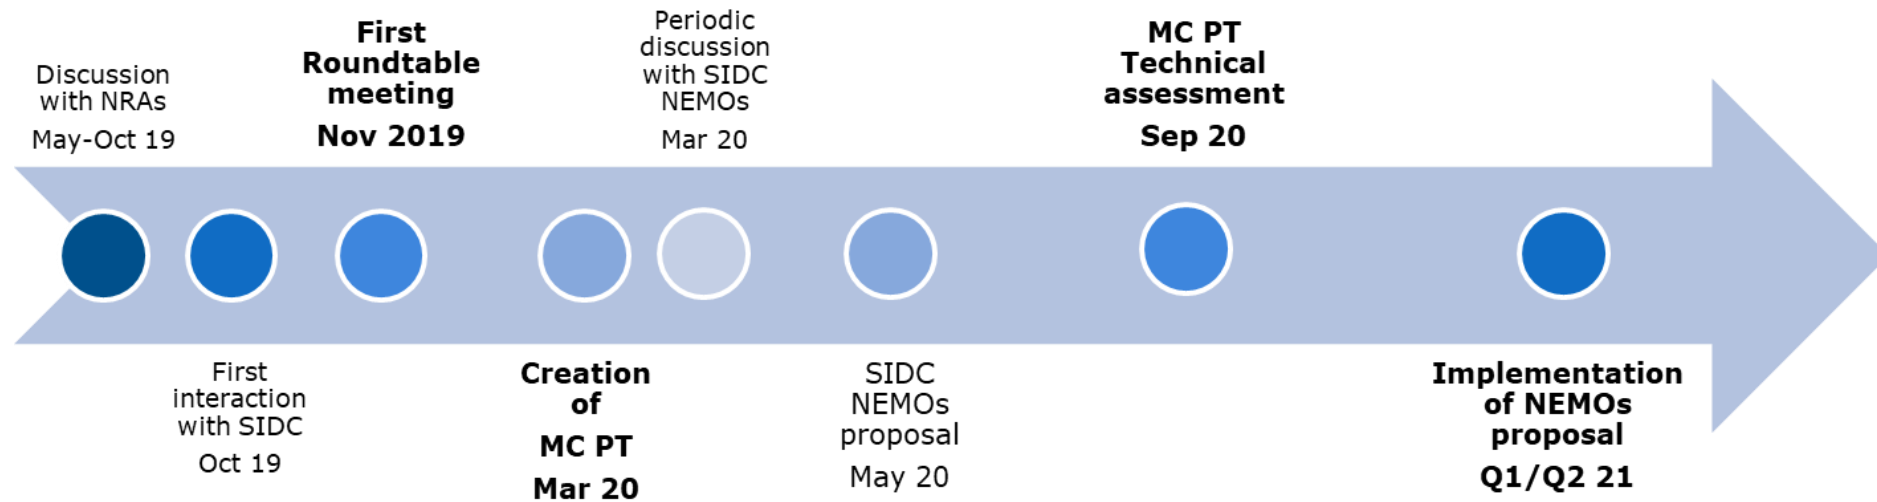 Discussion
with NRAs
May-Oct 19
First
interaction
with SIDC
Oct 19
First
Roundtable
meeting
Nov 2019
Creation
of
MC PT
Mar 20
Periodic
discussion
with SIDC
NEMOs
Mar 20
SIDC
NEMOs
proposal
May 20
MC PT
Technical
assessment
Sep 20
Implementation
of NEMOs
proposal
Q1/Q2 21